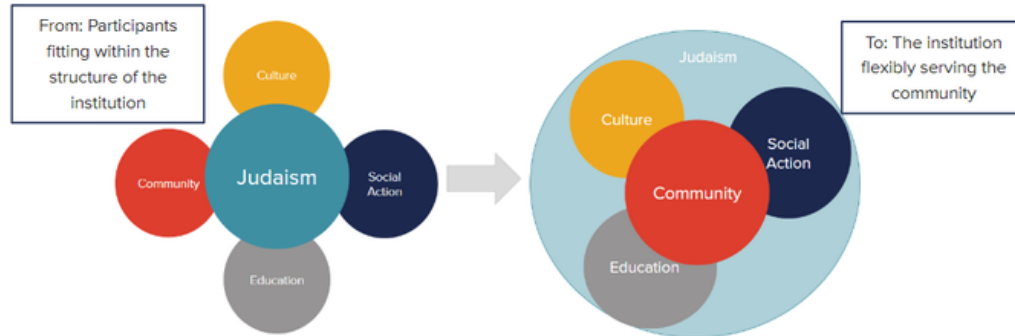 From: Participants
fitting within the
structure of the
institution
Culture
Community
Judaism
Social
Action
Education
Judaism
Culture
Social
Action
Community
Education
To: The institution
flexibly serving the
community